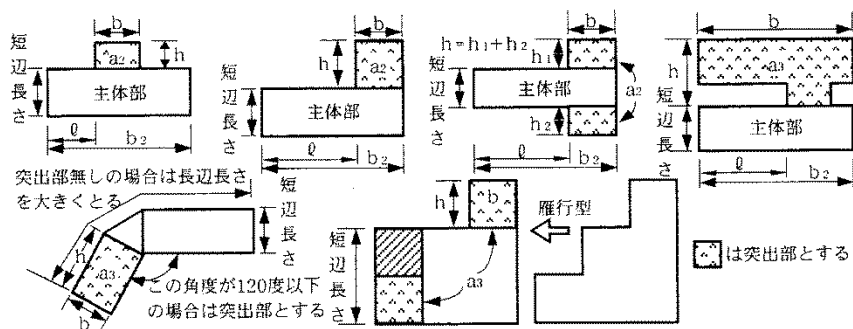 b
a2
h
短辺長さ
主体部
ℓ
b2
b
h
a2
短辺長さ
主体部
ℓ
b2
b
h=h1+h2
h1
短辺長さ
主体部
a2
h2
ℓ
b2
b
a3
h
短辺長さ
主体部
ℓ
b2
突出部無しの場合は長辺長さ
を大きくとる
短辺長さ
h
a3
b
この角度が120度以下
の場合は突出部とする
h
b
短辺長さ
a3
雁行型
は突出部とする